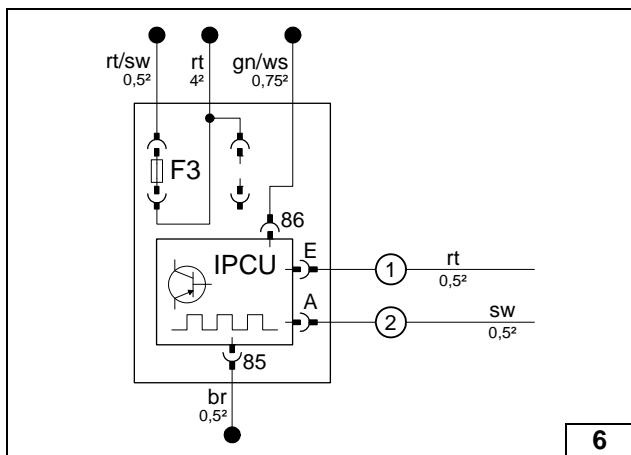 rt/sw rt gn/ws
0,5² 4² 0,75²
F3
86
IPCU
E
1 rt
0,5²
A
2 sw
0,5²
85
br
0,5²
6